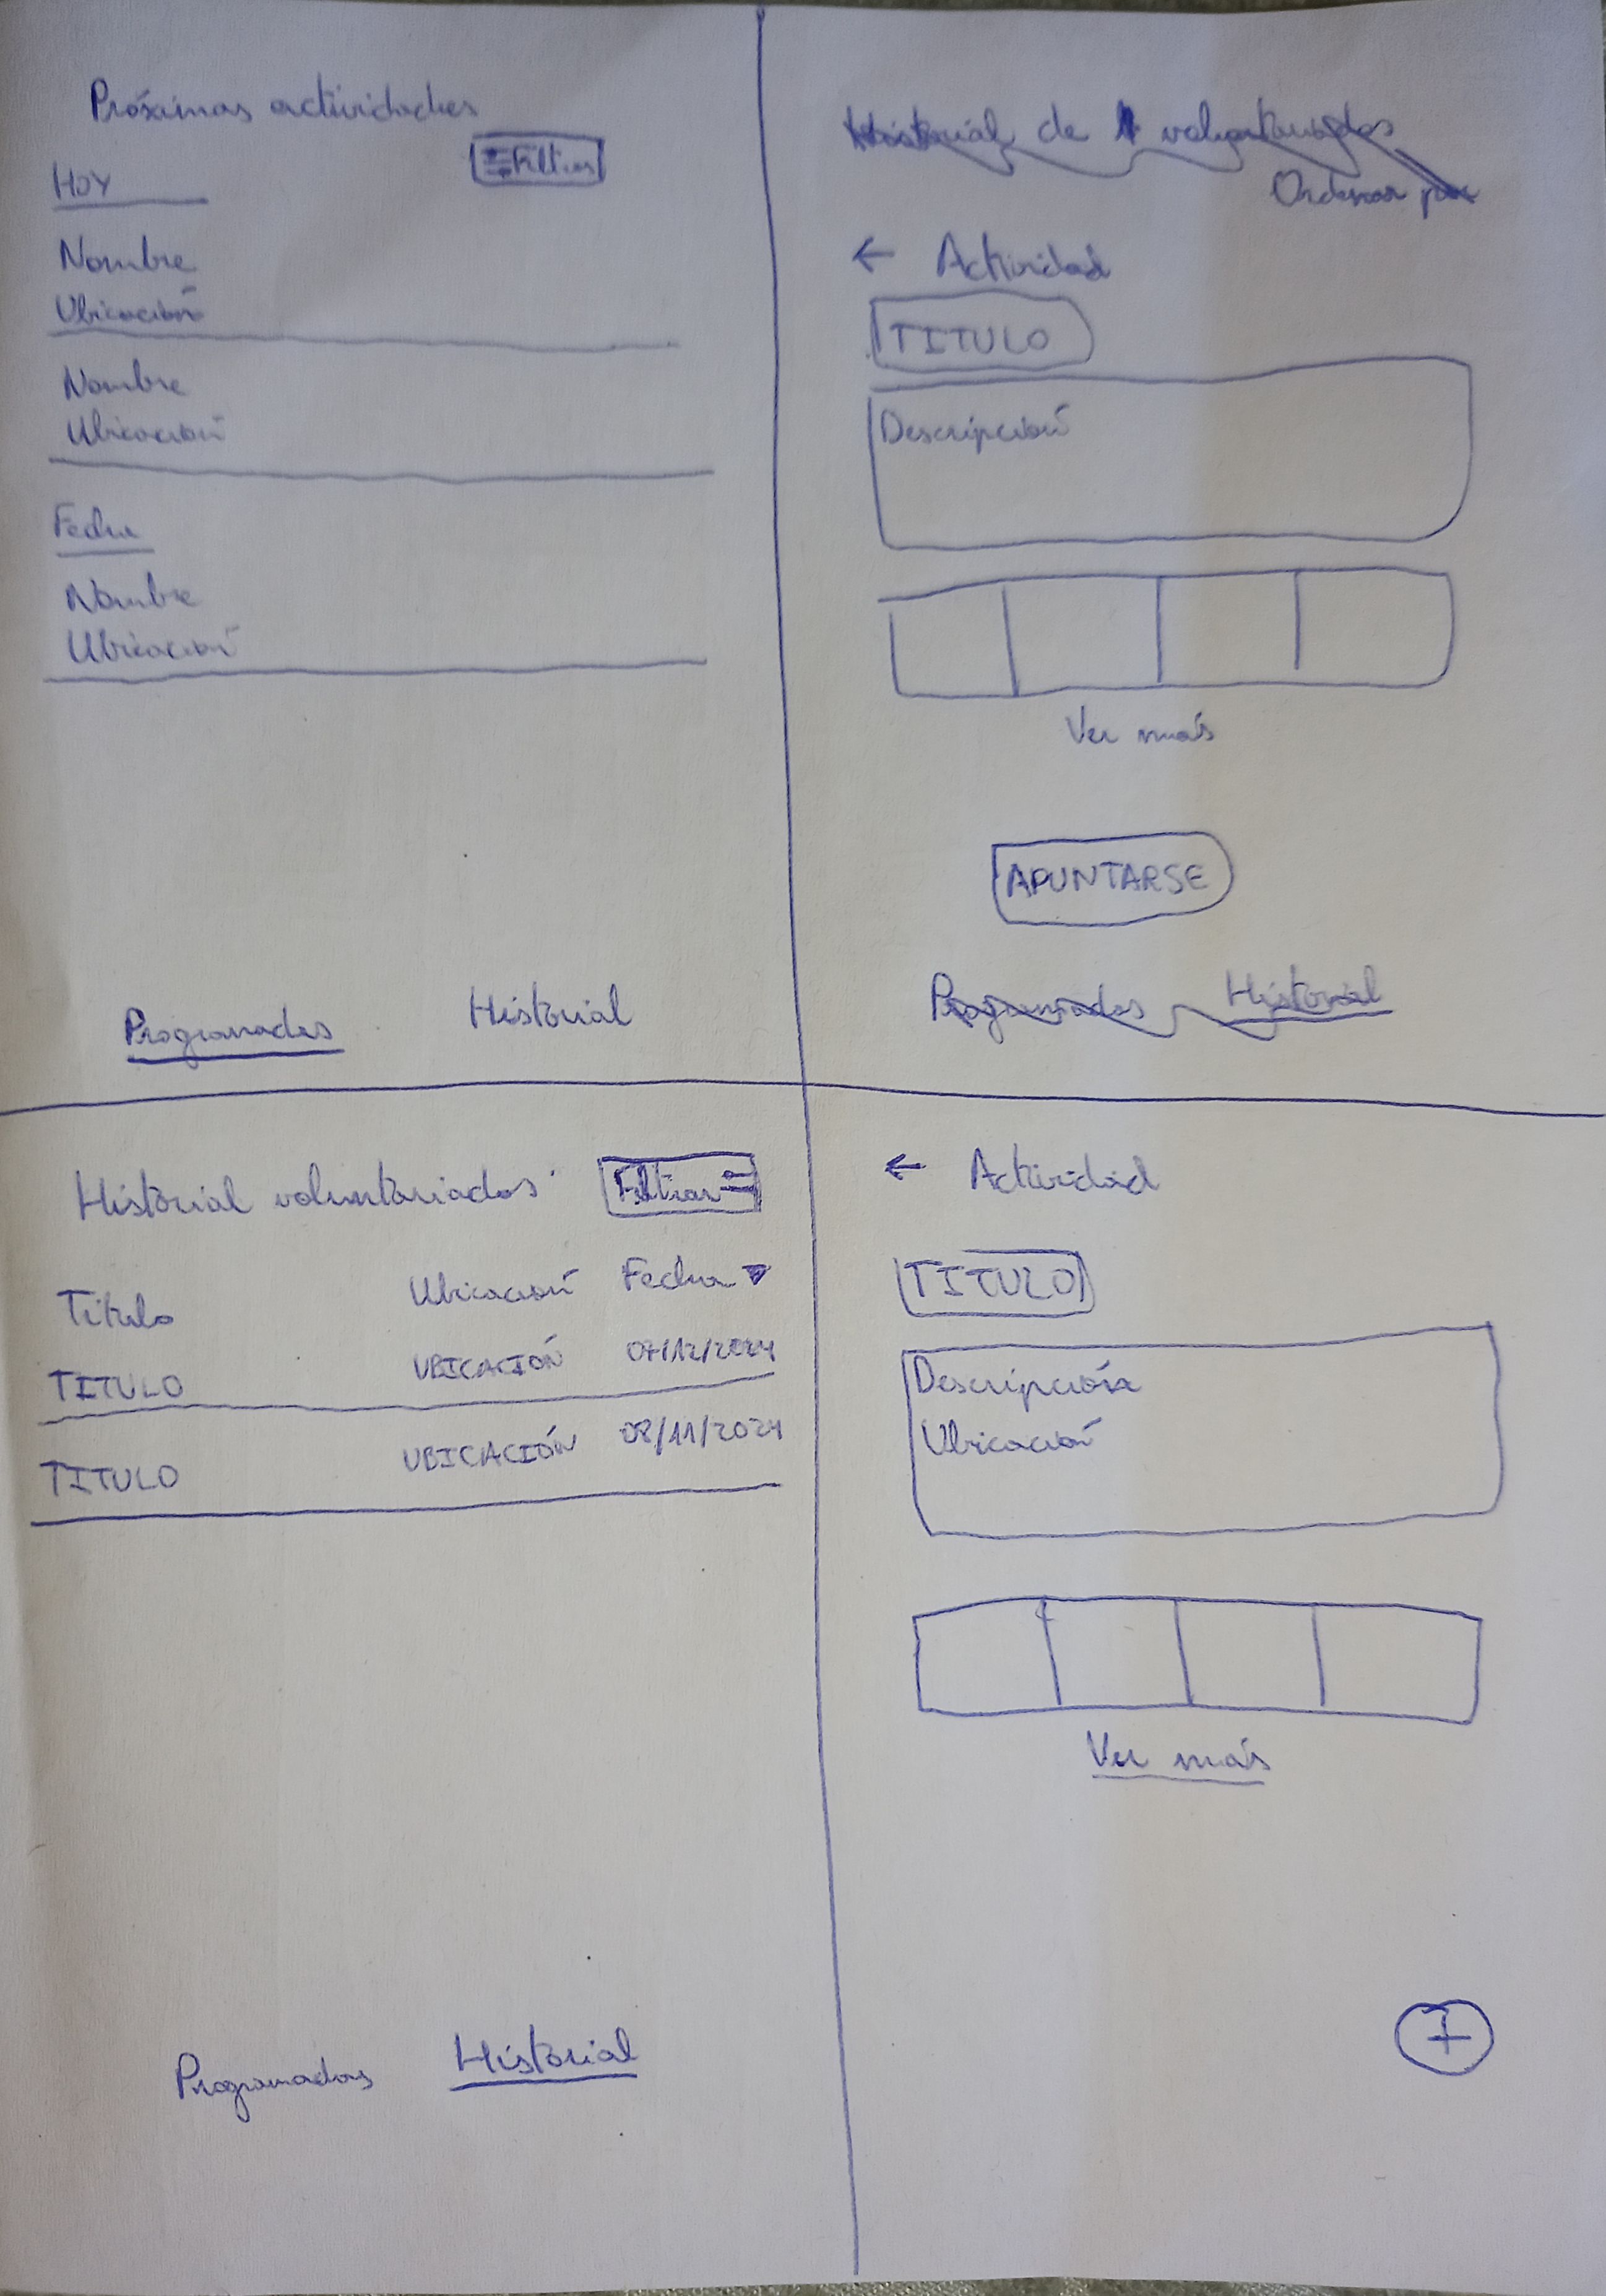 Próximas actividades
Filtrar
HOY
Nombre
Ubicación
Nombre
Ubicación
Fecha
Nombre
Ubicación
Programados
Historial
Historial de voluntariados
Ordenar por
← Actividad
TITULO
Descripción
Ver más
APUNTARSE
Programados
Historial
Historial voluntariados
Filtrar
Titulo Ubicación Fecha ▼
TITULO UBICACIÓN 07/12/2024
TITULO UBICACIÓN 08/11/2024
Programados Historial
← Actividad
TITULO
Descripción
Ubicación
Ver más
+